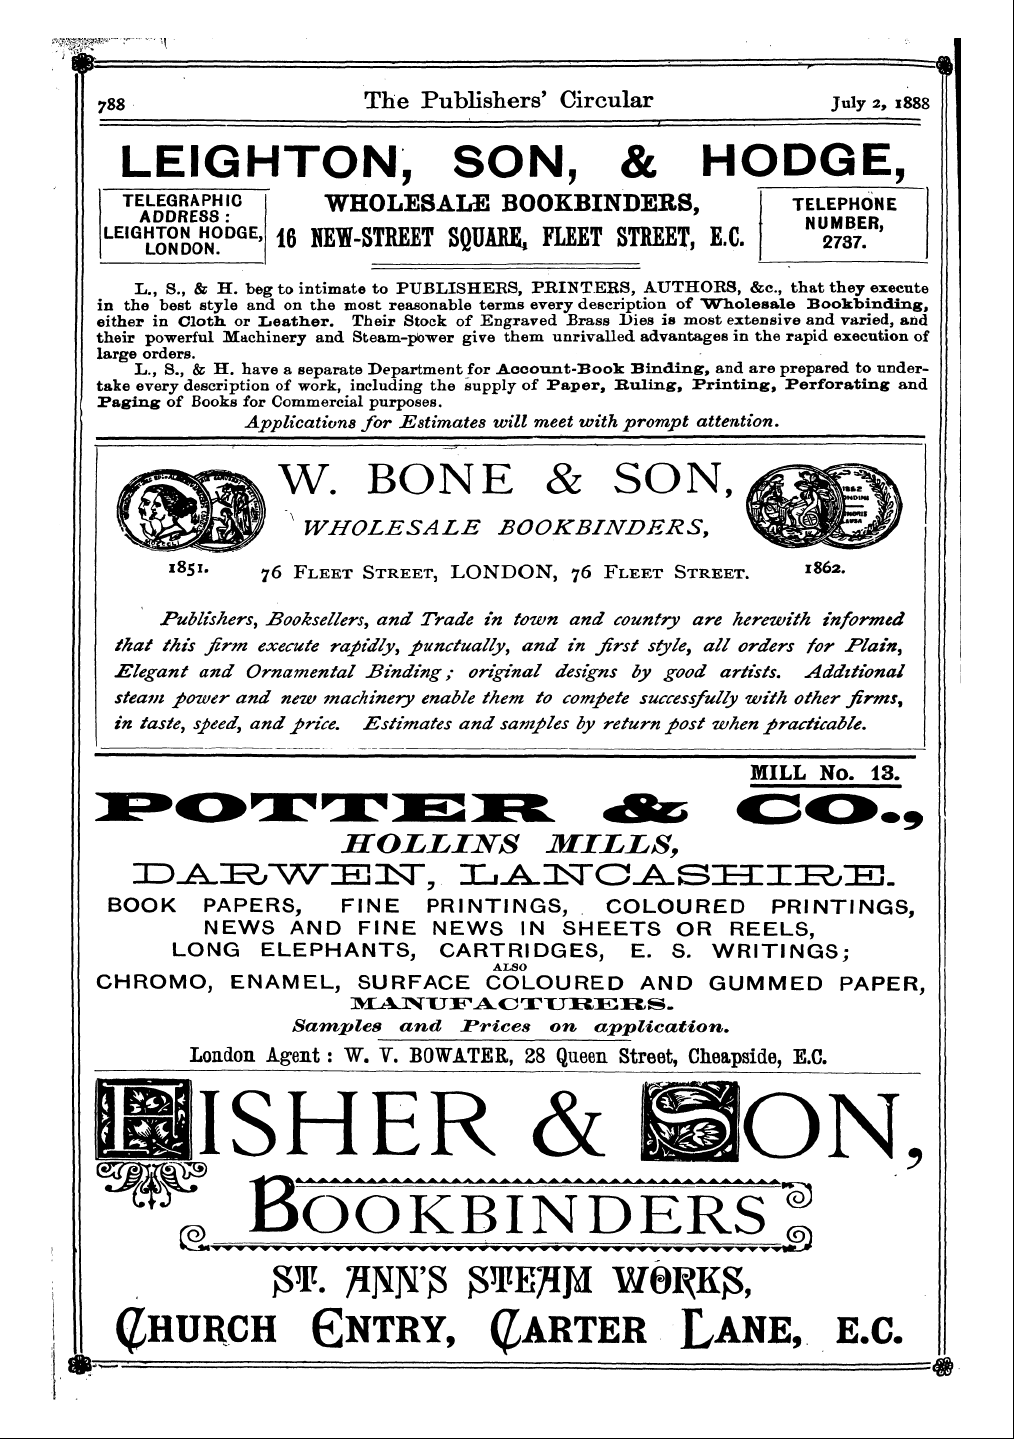 788 The Publishers' Circular July 2, 1888
LEIGHTON, SON, & HODGE,
TELEGRAPHIC
ADDRESS:
LEIGHTON HODGE,
LONDON.
WHOLESALE BOOKBINDERS,
16 NEW-STREET SQUARE, FLEET STREET, E.C.
TELEPHONE
NUMBER,
2737.
L., S., & H. beg to intimate to PUBLISHERS, PRINTERS, AUTHORS, &c., that they execute
in the best style and on the most reasonable terms every description of Wholesale Bookbinding,
either in Cloth or Leather. Their Stock of Engraved Brass Dies is most extensive and varied, and
their powerful Machinery and Steam-power give them unrivalled advantages in the rapid execution of
large orders.
L., S., & H. have a separate Department for Account-Book Binding, and are prepared to under-
take every description of work, including the supply of Paper, Ruling, Printing, Perforating and
Paging of Books for Commercial purposes.
Applications for Estimates will meet with prompt attention.
W. BONE & SON,
WHOLESALE BOOKBINDERS,
1851.
76 FLEET STREET, LONDON, 76 FLEET STREET.
1862
1862.
Publishers, Booksellers, and Trade in town and country are herewith informed
that this firm execute rapidly, punctually, and in first style, all orders for Plain,
Elegant and Ornamental Binding; original designs by good artists. Additional
steam power and new machinery enable them to compete successfully with other firms,
in taste, speed, and price. Estimates and samples by return post when practicable.
MILL No. 13.
POTTER & CO.,
HOLLINS MILLS,
DARWEN, LANCASHIRE.
BOOK PAPERS, FINE PRINTINGS, COLOURED PRINTINGS,
NEWS AND FINE NEWS IN SHEETS OR REELS,
LONG ELEPHANTS, CARTRIDGES, E. S. WRITINGS;
ALSO
CHROMO, ENAMEL, SURFACE COLOURED AND GUMMED PAPER,
MANUFACTURERS.
Samples and Prices on application.
London Agent: W. V. BOWATER, 28 Queen Street, Cheapside, E.C.
FISHER & SON,
BOOKBINDERS
ST. ANN'S STEAM WORKS,
CHURCH ENTRY, CARTER LANE, E.C.